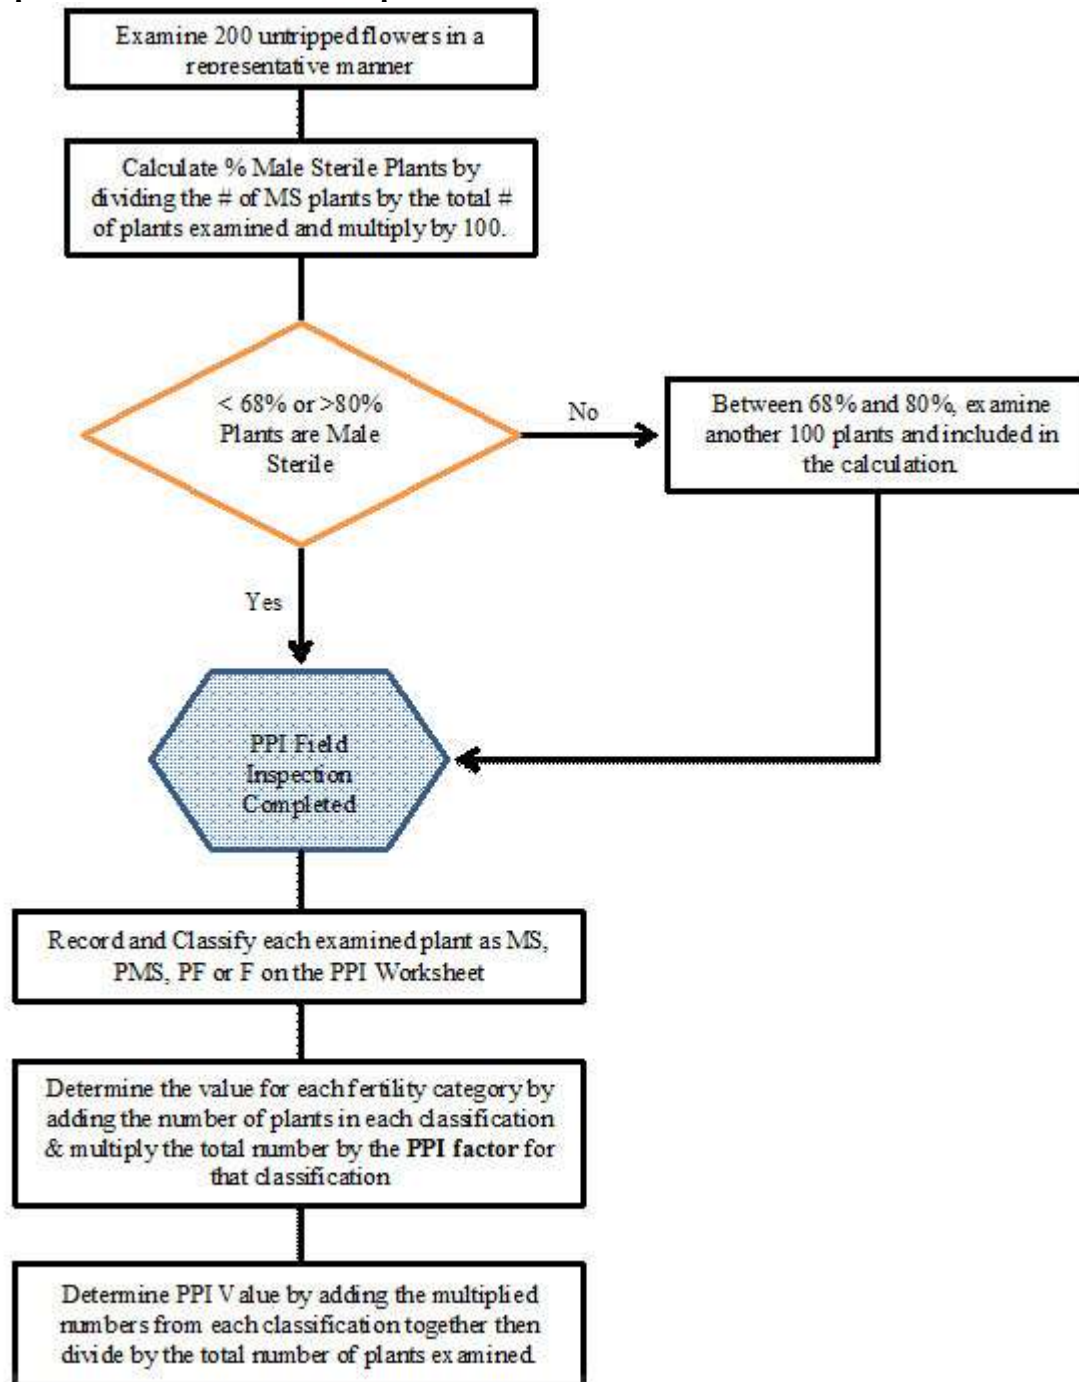 Examine 200 untripped flowers in a
representative manner
Calculate % Male Sterile Plants by
dividing the # of MS plants by the total #
of plants examined and multiply by 100.
< 68% or >80%
Plants are Male
Sterile
No
Between 68% and 80%, examine
another 100 plants and included in
the calculation.
Yes
PPI Field
Inspection
Completed
Record and Classify each examined plant as MS,
PMS, PF or F on the PPI Worksheet
Determine the value for each fertility category by
adding the number of plants in each classification
& multiply the total number by the PPI factor for
that classification
Determine PPI Value by adding the multiplied
numbers from each classification together then
divide by the total number of plants examined.